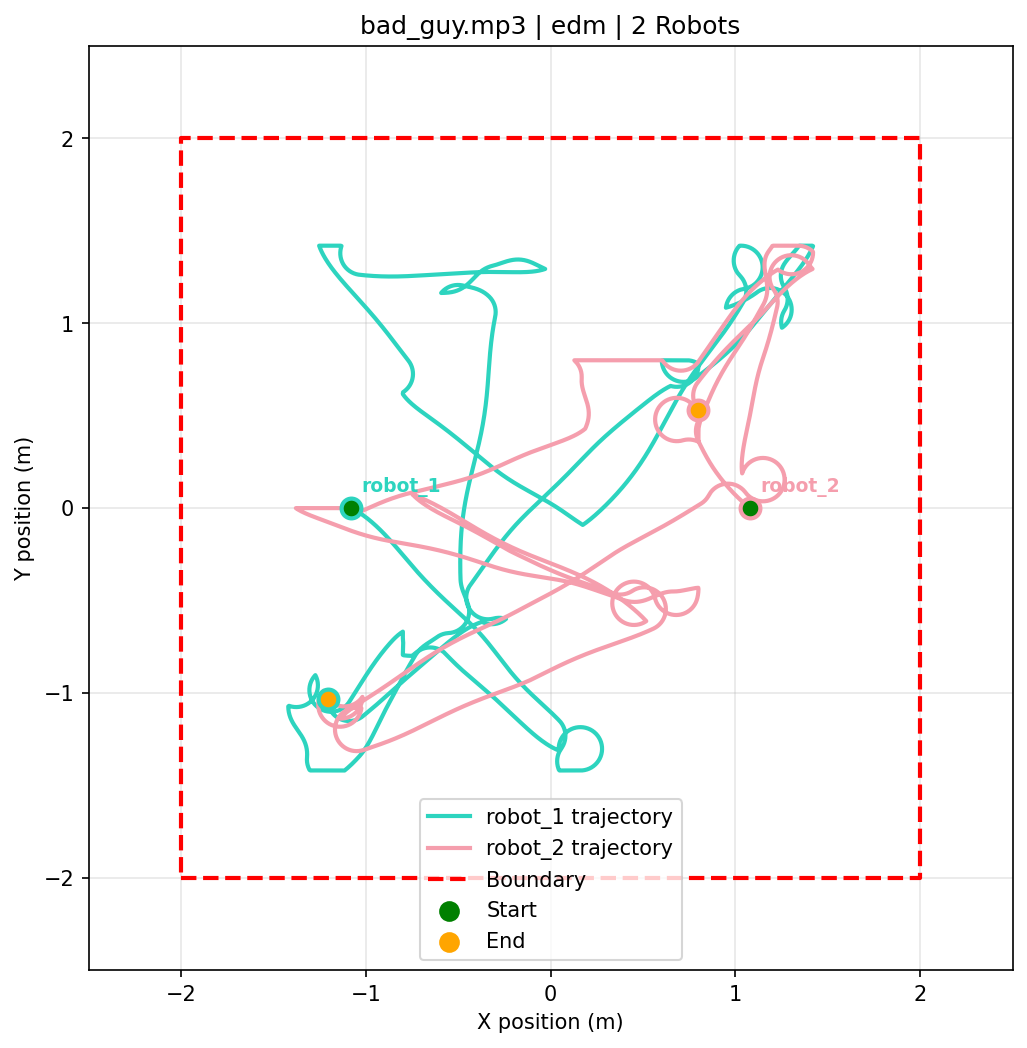 bad_guy.mp3 | edm | 2 Robots
Y position (m)
2
1
0
−1
−2
robot_1
robot_2
robot_1 trajectory
robot_2 trajectory
Boundary
Start
End
−2
−1
0
1
2
X position (m)